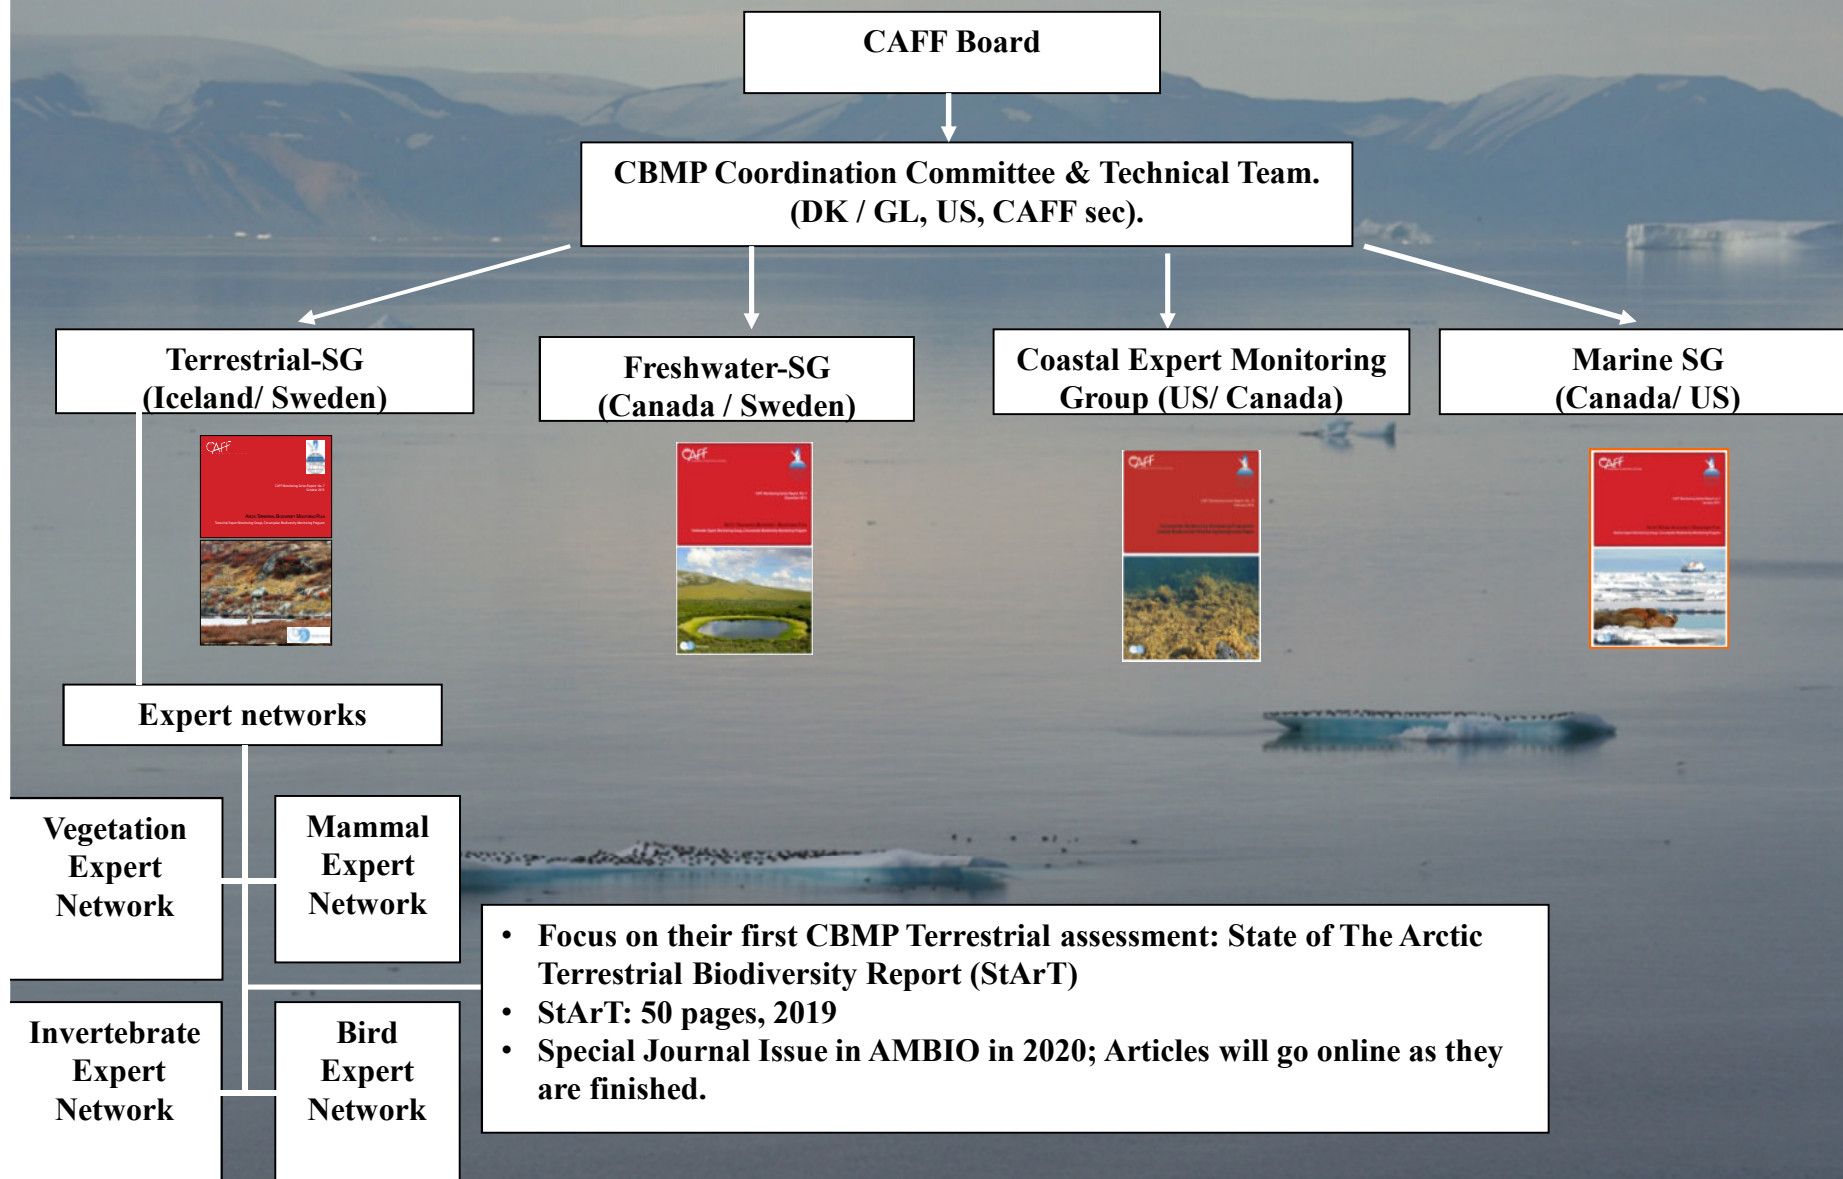 CAFF Board
CBMP Coordination Committee & Technical Team.
(DK / GL, US, CAFF sec).
Terrestrial-SG
(Iceland/ Sweden)
Freshwater-SG
(Canada / Sweden)
Coastal Expert Monitoring
Group (US/ Canada)
Marine SG
(Canada/ US)
CAFF
CAFF
CAFF
CAFF
Expert networks
Vegetation
Expert
Network
Mammal
Expert
Network
Invertebrate
Expert
Network
Bird
Expert
Network
• Focus on their first CBMP Terrestrial assessment: State of The Arctic
Terrestrial Biodiversity Report (StArT)
• StArT: 50 pages, 2019
• Special Journal Issue in AMBIO in 2020; Articles will go online as they
are finished.